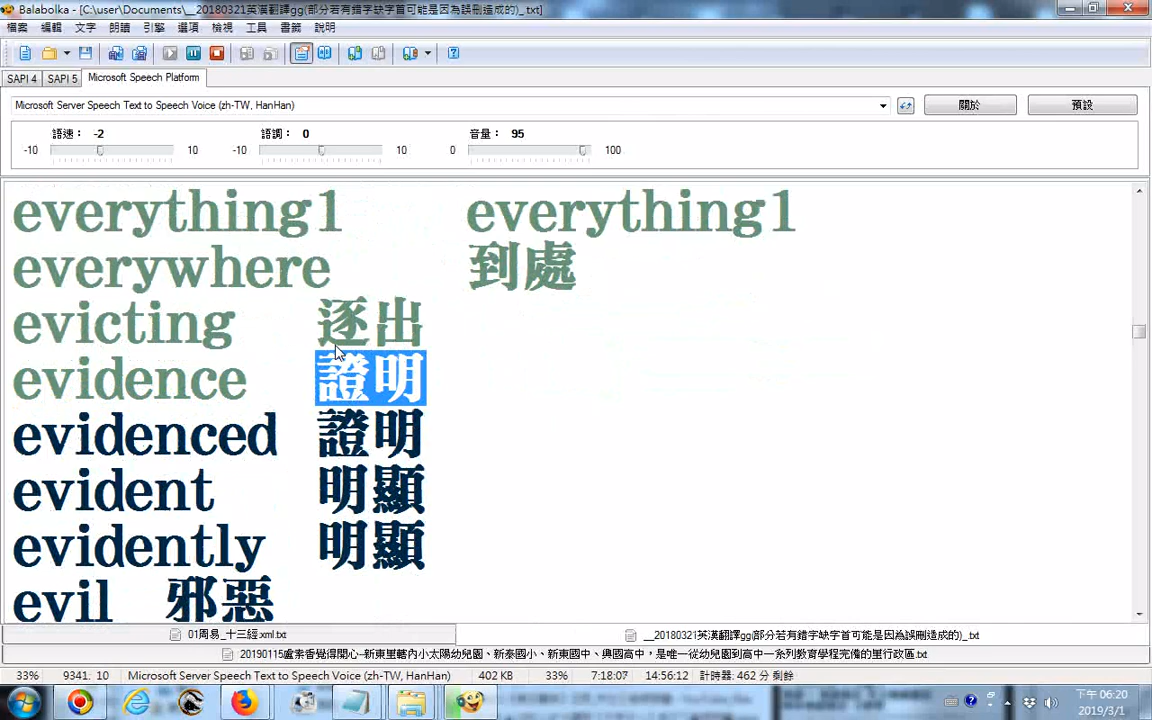 Balabolka - [C:\user\Documents\__20180321英漢翻譯gg(部分若有錯字缺字首可能是因為誤刪造成的)_.txt]
檔案 編輯 文字 朗讀 引擎 選項 檢視 工具 書籤 說明
SAPI 4 SAPI 5 Microsoft Speech Platform
Microsoft Server Speech Text to Speech Voice (zh-TW, HanHan) 關於 預設
語速： -2 語調： 0 音量： 95
-10 10 -10 10 0 100
everything1 everything1
everywhere 到處
evicting 逐出
evidence 證明
evidenced 證明
evident 明顯
evidently 明顯
evil 邪惡
01周易_十三經.xml.txt __20180321英漢翻譯gg(部分若有錯字缺字首可能是因為誤刪造成的)_.txt
20190115盧素香覺得開心-新東里轄內小太陽幼兒園、新泰國小、新東國中、興國高中，是唯一從幼兒園到高中一系列教育學程完備的里行政區.txt
33% 9341: 10 Microsoft Server Speech Text to Speech Voice (zh-TW, HanHan) 402 KB 33% 7:18:07 14:56:12 計時器: 462 分 剩餘
下午 06:20
2019/3/1